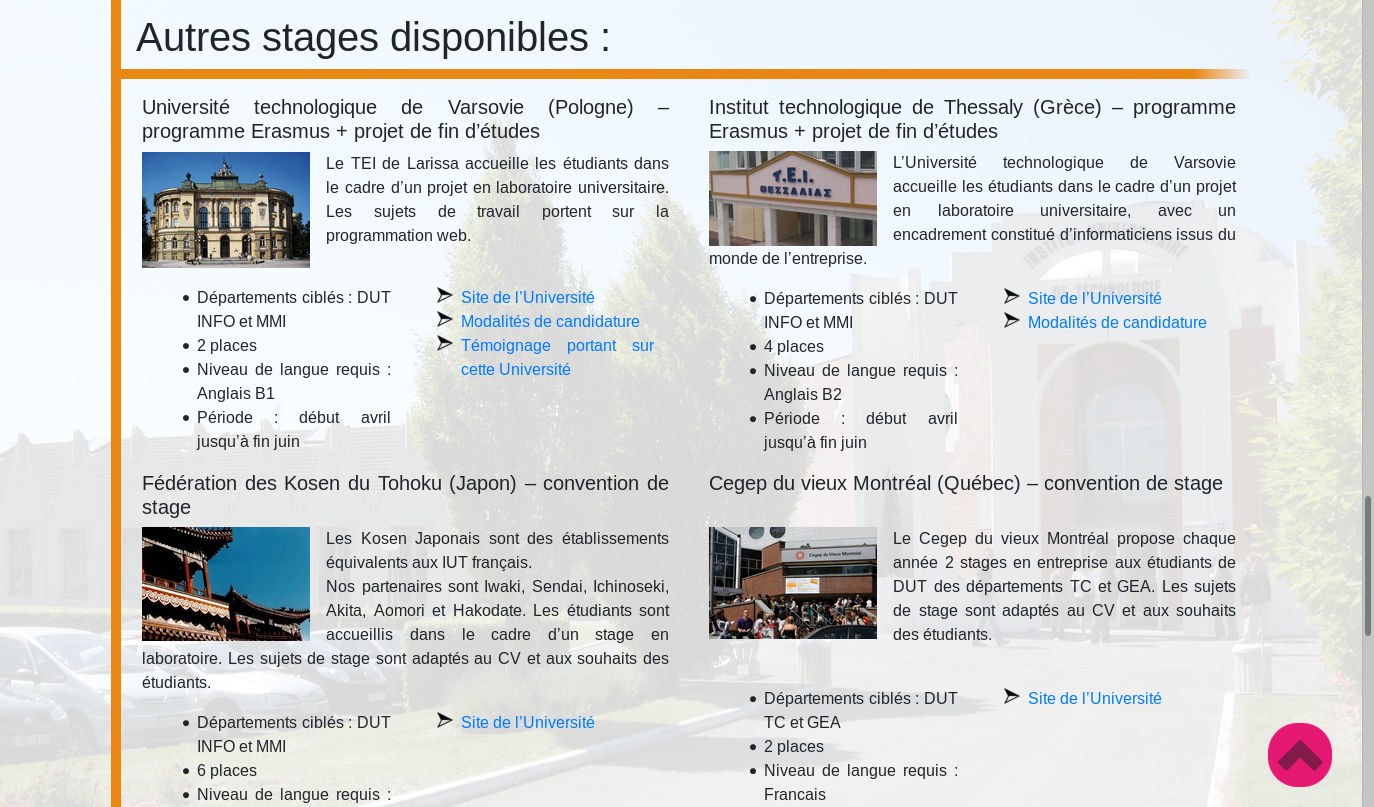 Autres stages disponibles :
Université technologique de Varsovie (Pologne) –
programme Erasmus + projet de fin d’études
Le TEI de Larissa accueille les étudiants dans
le cadre d’un projet en laboratoire universitaire.
Les sujets de travail portent sur la
programmation web.
Départements ciblés : DUT
INFO et MMI
2 places
Niveau de langue requis :
Anglais B1
Période : début avril
jusqu’à fin juin
Site de l’Université
Modalités de candidature
Témoignage portant sur
cette Université
Institut technologique de Thessaly (Grèce) – programme
Erasmus + projet de fin d’études
T.E.I.
ΘΕΣΣΑΛΙΑΣ
L’Université technologique de Varsovie
accueille les étudiants dans le cadre d’un projet
en laboratoire universitaire, avec un
encadrement constitué d’informaticiens issus du
monde de l’entreprise.
Départements ciblés : DUT
INFO et MMI
4 places
Niveau de langue requis :
Anglais B2
Période : début avril
jusqu’à fin juin
Site de l’Université
Modalités de candidature
Fédération des Kosen du Tohoku (Japon) – convention de
stage
Les Kosen Japonais sont des établissements
équivalents aux IUT français.
Nos partenaires sont Iwaki, Sendai, Ichinoseki,
Akita, Aomori et Hakodate. Les étudiants sont
accueillis dans le cadre d’un stage en
laboratoire. Les sujets de stage sont adaptés au CV et aux souhaits des
étudiants.
Départements ciblés : DUT
INFO et MMI
6 places
Niveau de langue requis :
Site de l’Université
Cegep du vieux Montréal (Québec) – convention de stage
Cegep du Vieux Montréal
Le Cegep du vieux Montréal propose chaque
année 2 stages en entreprise aux étudiants de
DUT des départements TC et GEA. Les sujets
de stage sont adaptés au CV et aux souhaits
des étudiants.
Départements ciblés : DUT
TC et GEA
2 places
Niveau de langue requis :
Francais
Site de l’Université
INSTITUT UNIVERSITAIRE
DE TECHNOLOGIE